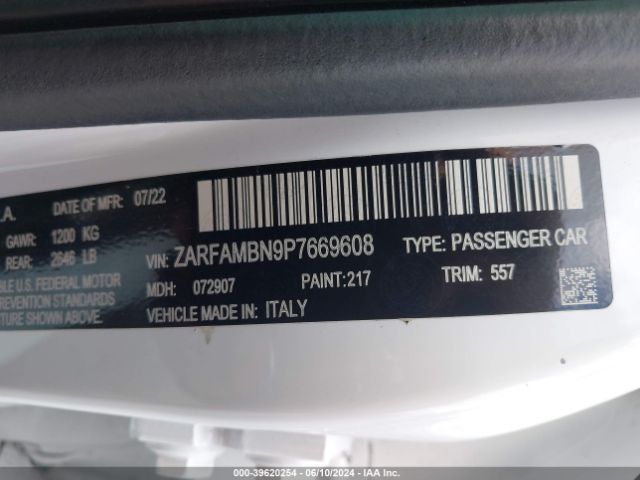 .A. DATE OF MFR: 07/22
GAWR: 1200 KG
REAR: 2646 LB
VIN: ZARFAMBN9P7669608 TYPE: PASSENGER CAR
MDH: 072907 PAINT: 217 TRIM: 557
VEHICLE MADE IN: ITALY
BLE U.S. FEDERAL MOTOR
PREVENTION STANDARDS
TURE SHOWN ABOVE.
000-39620254 - 06/10/2024 - IAA Inc.